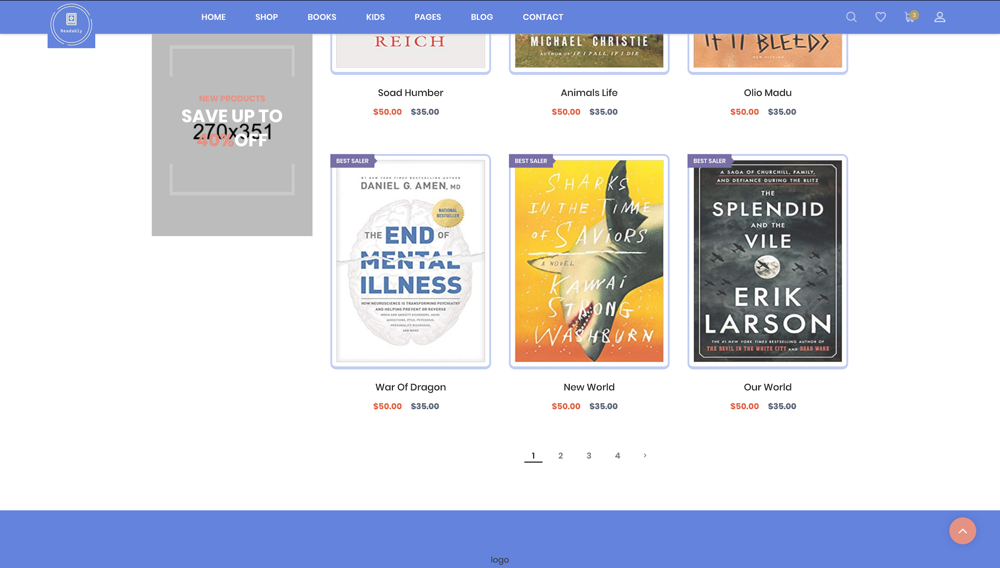 HOME SHOP BOOKS KIDS PAGES BLOG CONTACT
3
Readably
NEW PRODUCTS
SAVE UP TO
270x351
40%OFF
REICH
MICHAEL CHRISTIE
AUTHOR OF IF I FALL, IF I DIE
IF IT BLEEDS
NEW FICTION
Soad Humber
$50.00 $35.00
Animals Life
$50.00 $35.00
Olio Madu
$50.00 $35.00
BEST SALER
#1 NEW YORK TIMES BESTSELLING AUTHOR
DANIEL G. AMEN, MD
NATIONAL
BESTSELLER
THE END OF
MENTAL
ILLNESS
HOW NEUROSCIENCE IS TRANSFORMING PSYCHIATRY
AND HELPING PREVENT OR REVERSE
MOOD AND ANXIETY DISORDERS, ADHD,
ADDICTIONS, PTSD, PSYCHOSIS,
PERSONALITY DISORDERS,
AND MORE
War Of Dragon
$50.00 $35.00
BEST SALER
SHARKS
IN THE TIME
OF SAVIORS
A NOVEL
KAWAI
STRONG
WASHBURN
New World
$50.00 $35.00
BEST SALER
A SAGA OF CHURCHILL, FAMILY,
AND DEFIANCE DURING THE BLITZ
THE
SPLENDID
AND THE
VILE
ERIK
LARSON
THE #1 NEW YORK TIMES BESTSELLING AUTHOR OF
THE DEVIL IN THE WHITE CITY AND DEAD WAKE
Our World
$50.00 $35.00
1 2 3 4 >
logo